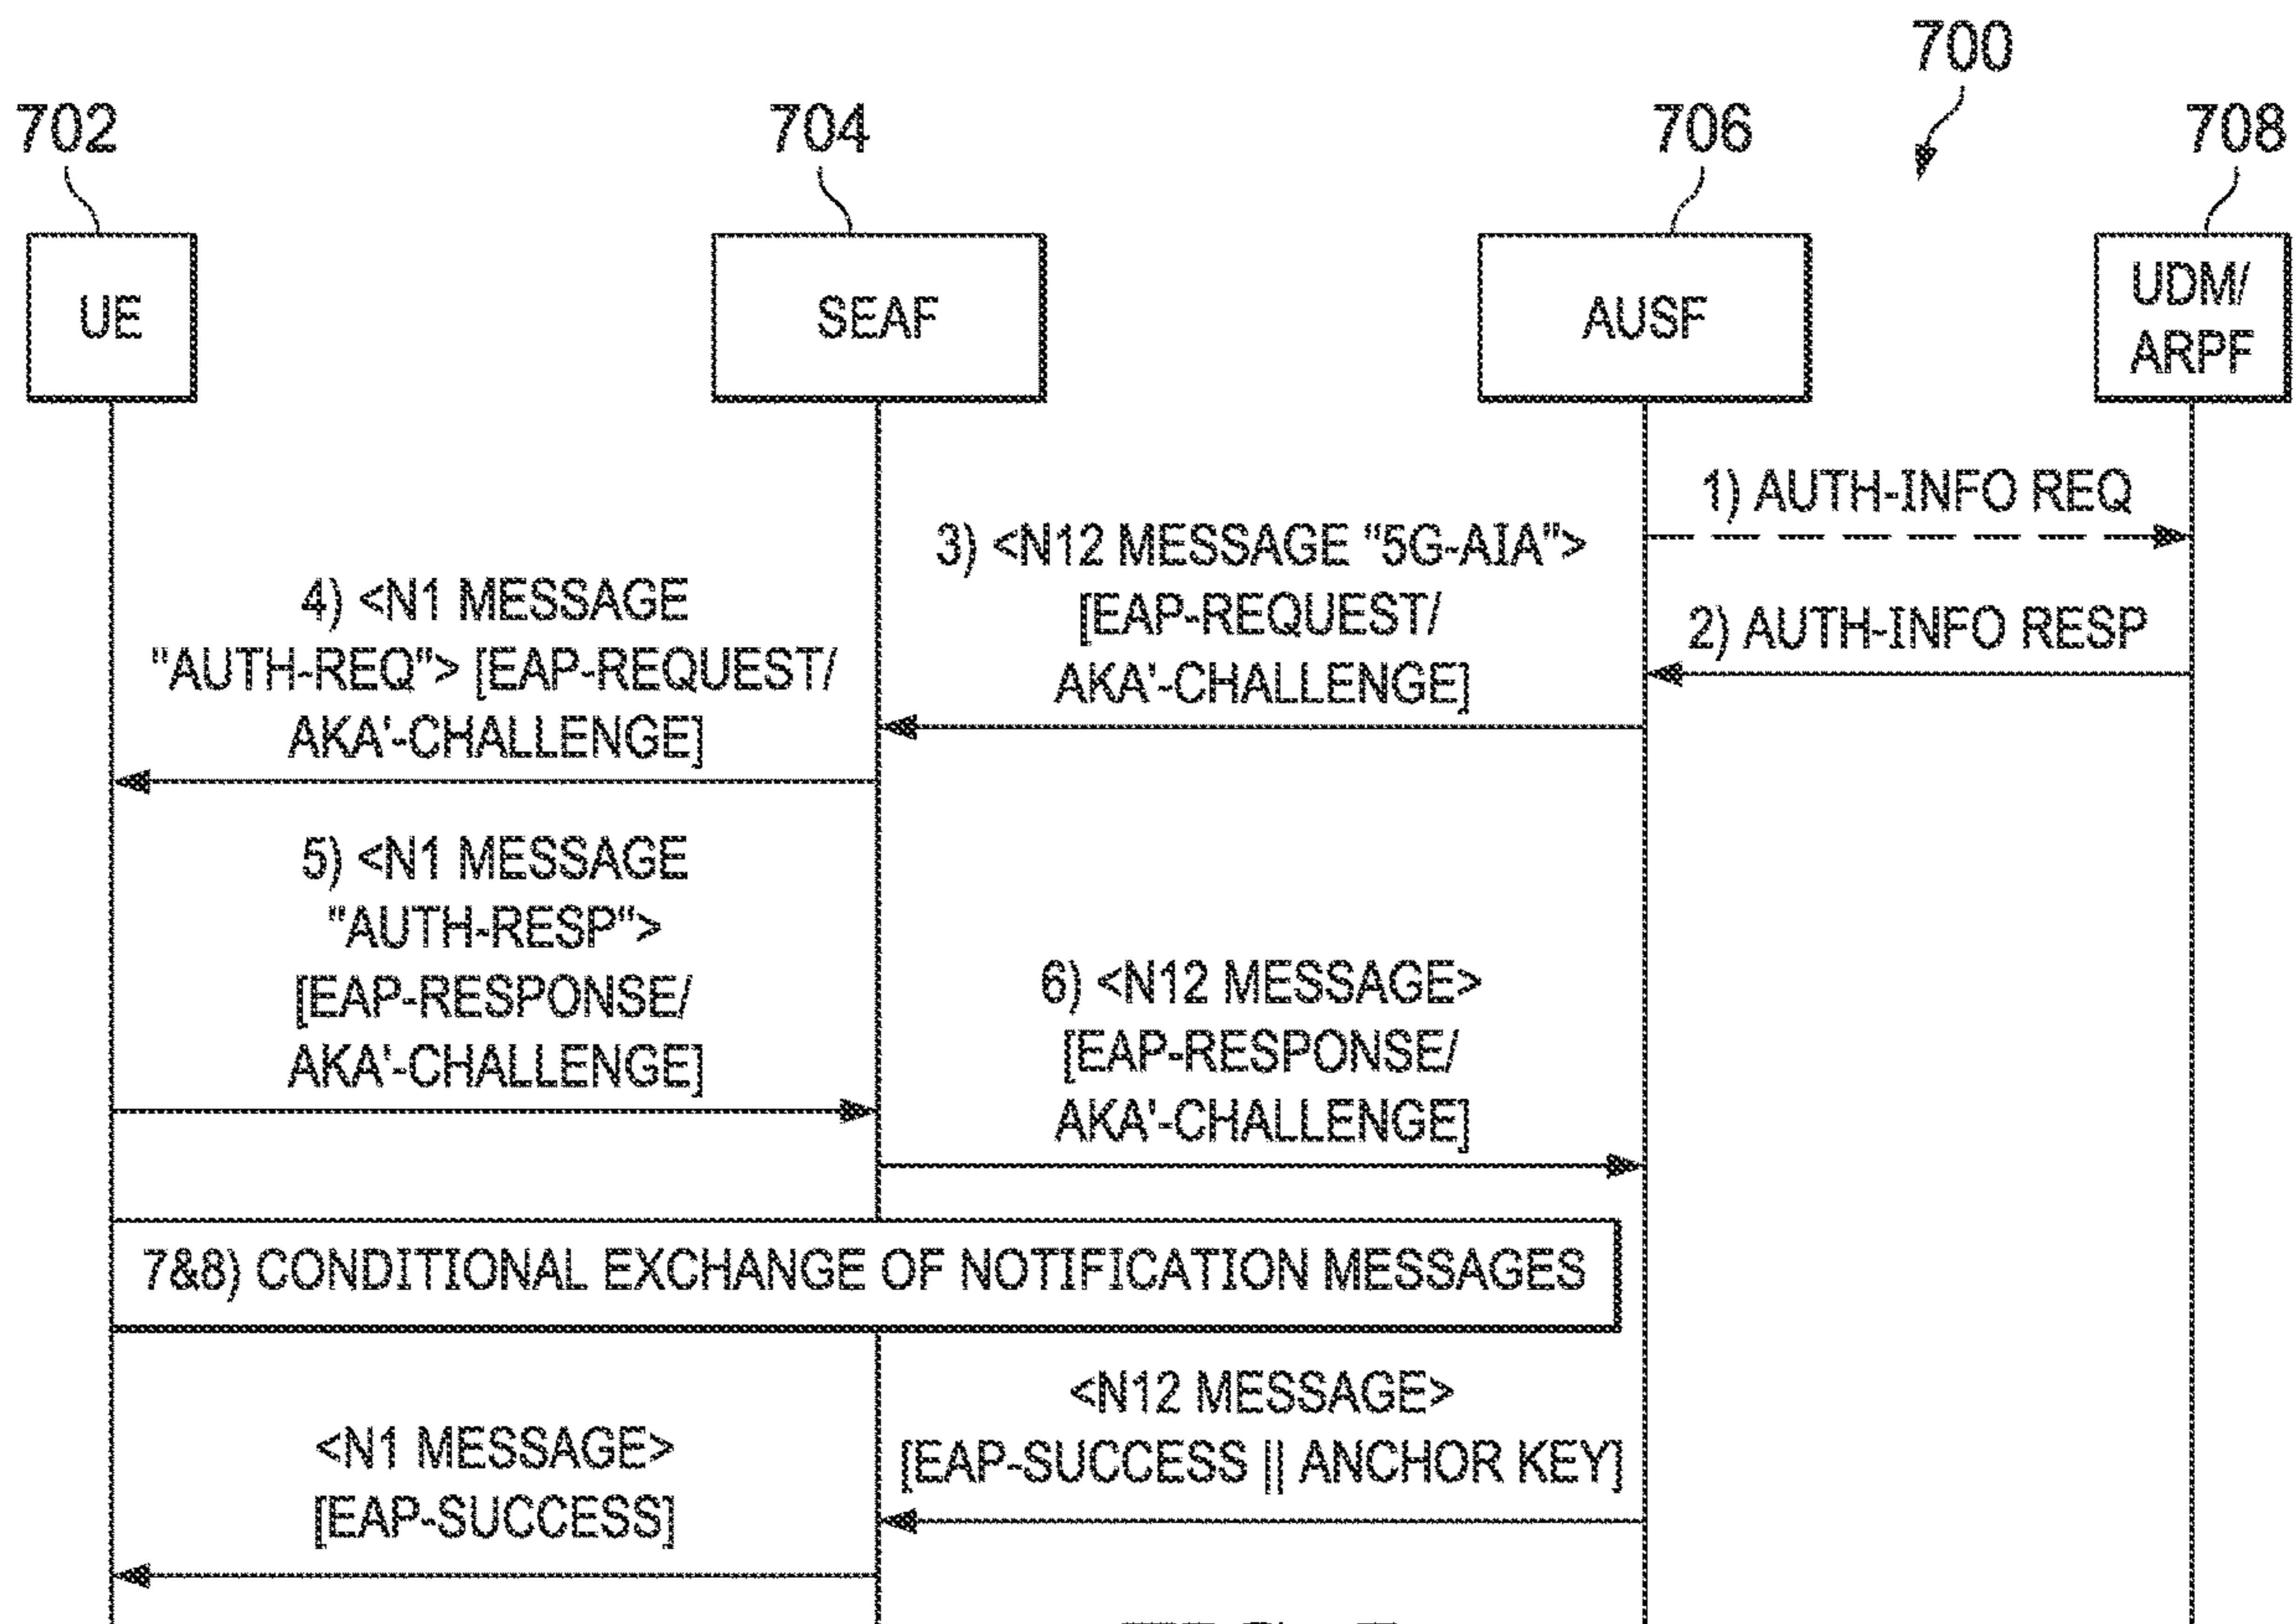 700
702
704
706
708
UE
SEAF
AUSF
UDM/
ARPF
1) AUTH-INFO REQ
2) AUTH-INFO RESP
3) <N12 MESSAGE "5G-AIA">
[EAP-REQUEST/
AKA'-CHALLENGE]
4) <N1 MESSAGE
"AUTH-REQ"> [EAP-REQUEST/
AKA'-CHALLENGE]
5) <N1 MESSAGE
"AUTH-RESP">
[EAP-RESPONSE/
AKA'-CHALLENGE]
6) <N12 MESSAGE>
[EAP-RESPONSE/
AKA'-CHALLENGE]
7&8) CONDITIONAL EXCHANGE OF NOTIFICATION MESSAGES
<N12 MESSAGE>
[EAP-SUCCESS || ANCHOR KEY]
<N1 MESSAGE>
[EAP-SUCCESS]